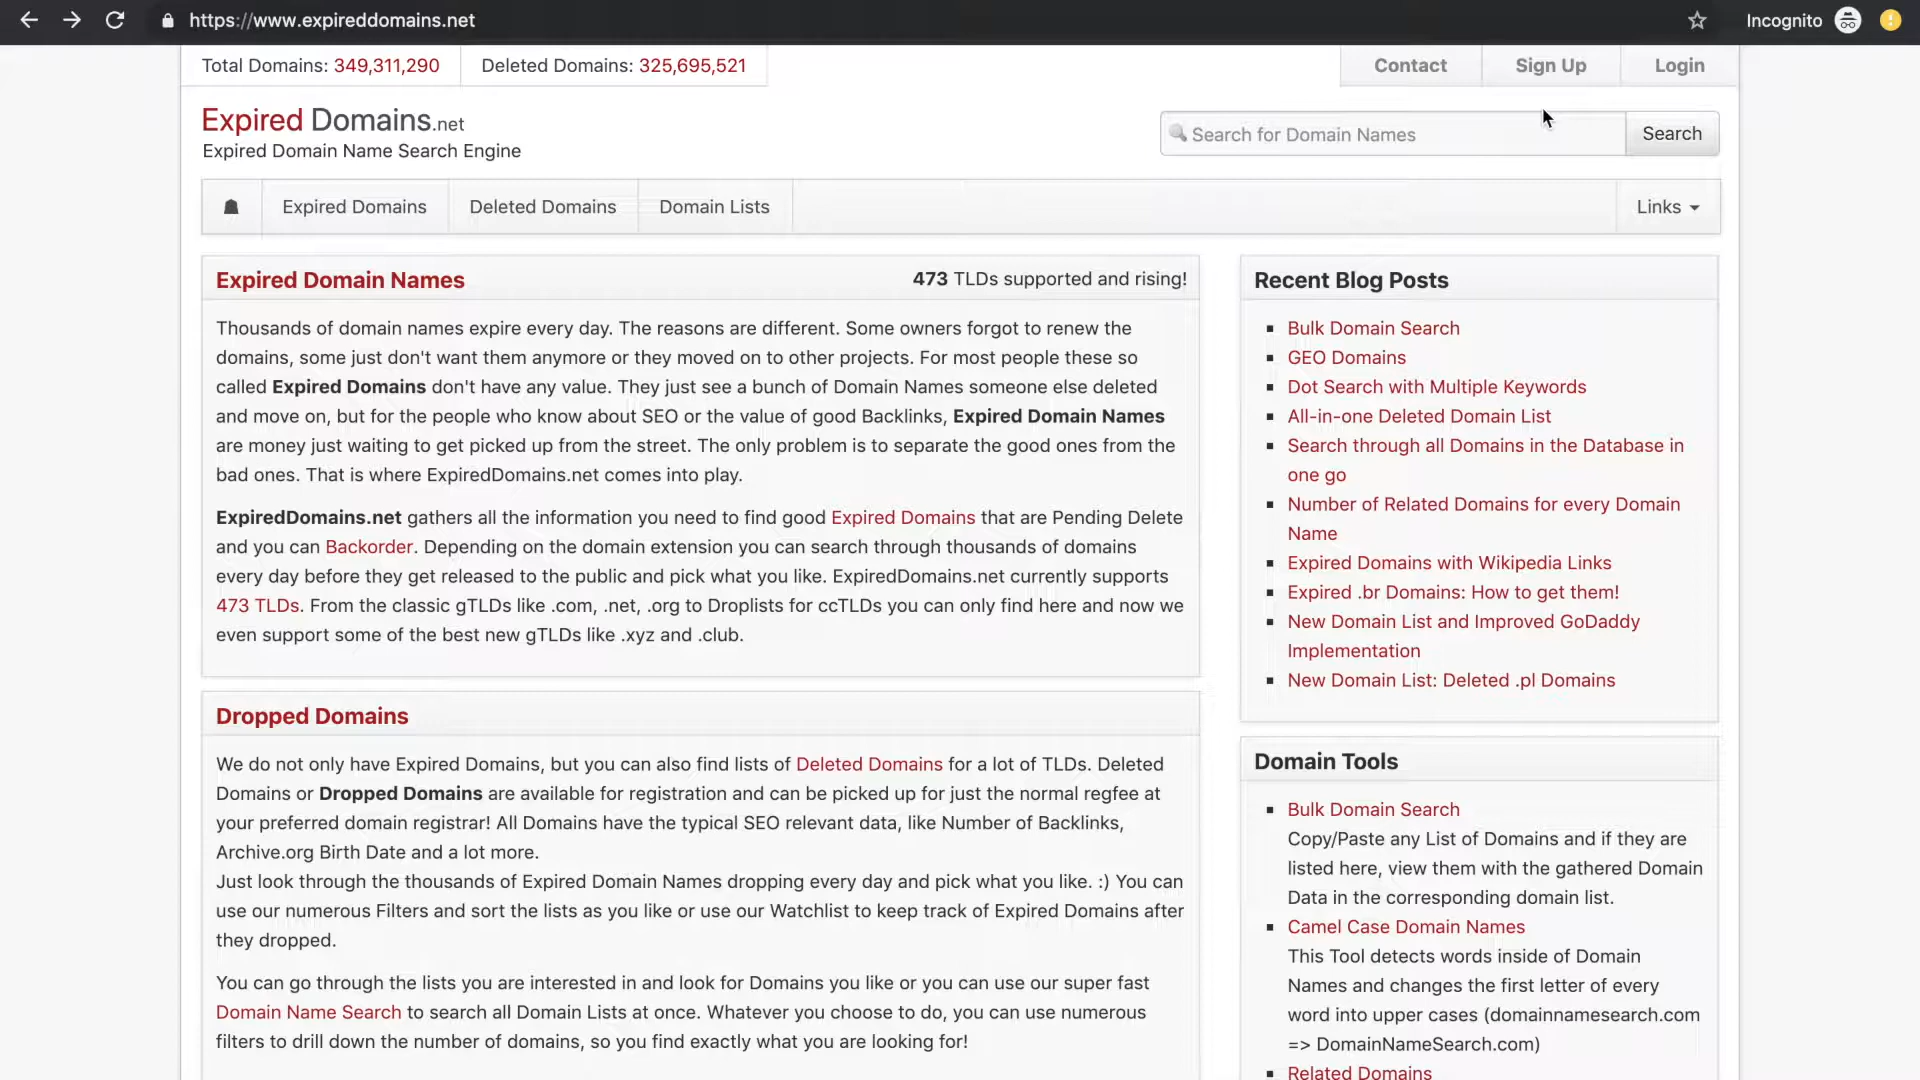 https://www.expireddomains.net
Incognito
Total Domains: 349,311,290
Deleted Domains: 325,695,521
Contact
Sign Up
Login
Expired Domains.net
Expired Domain Name Search Engine
Search for Domain Names
Search
Expired Domains
Deleted Domains
Domain Lists
Links
Expired Domain Names
473 TLDs supported and rising!
Thousands of domain names expire every day. The reasons are different. Some owners forgot to renew the
domains, some just don't want them anymore or they moved on to other projects. For most people these so
called Expired Domains don't have any value. They just see a bunch of Domain Names someone else deleted
and move on, but for the people who know about SEO or the value of good Backlinks, Expired Domain Names
are money just waiting to get picked up from the street. The only problem is to separate the good ones from the
bad ones. That is where ExpiredDomains.net comes into play.
ExpiredDomains.net gathers all the information you need to find good Expired Domains that are Pending Delete
and you can Backorder. Depending on the domain extension you can search through thousands of domains
every day before they get released to the public and pick what you like. ExpiredDomains.net currently supports
473 TLDs. From the classic gTLDs like .com, .net, .org to Droplists for ccTLDs you can only find here and now we
even support some of the best new gTLDs like .xyz and .club.
Dropped Domains
We do not only have Expired Domains, but you can also find lists of Deleted Domains for a lot of TLDs. Deleted
Domains or Dropped Domains are available for registration and can be picked up for just the normal regfee at
your preferred domain registrar! All Domains have the typical SEO relevant data, like Number of Backlinks,
Archive.org Birth Date and a lot more.
Just look through the thousands of Expired Domain Names dropping every day and pick what you like. :) You can
use our numerous Filters and sort the lists as you like or use our Watchlist to keep track of Expired Domains after
they dropped.
You can go through the lists you are interested in and look for Domains you like or you can use our super fast
Domain Name Search to search all Domain Lists at once. Whatever you choose to do, you can use numerous
filters to drill down the number of domains, so you find exactly what you are looking for!
Recent Blog Posts
Bulk Domain Search
GEO Domains
Dot Search with Multiple Keywords
All-in-one Deleted Domain List
Search through all Domains in the Database in
one go
Number of Related Domains for every Domain
Name
Expired Domains with Wikipedia Links
Expired .br Domains: How to get them!
New Domain List and Improved GoDaddy
Implementation
New Domain List: Deleted .pl Domains
Domain Tools
Bulk Domain Search
Copy/Paste any List of Domains and if they are
listed here, view them with the gathered Domain
Data in the corresponding domain list.
Camel Case Domain Names
This Tool detects words inside of Domain
Names and changes the first letter of every
word into upper cases (domainnamesearch.com
=> DomainNameSearch.com)
Related Domains